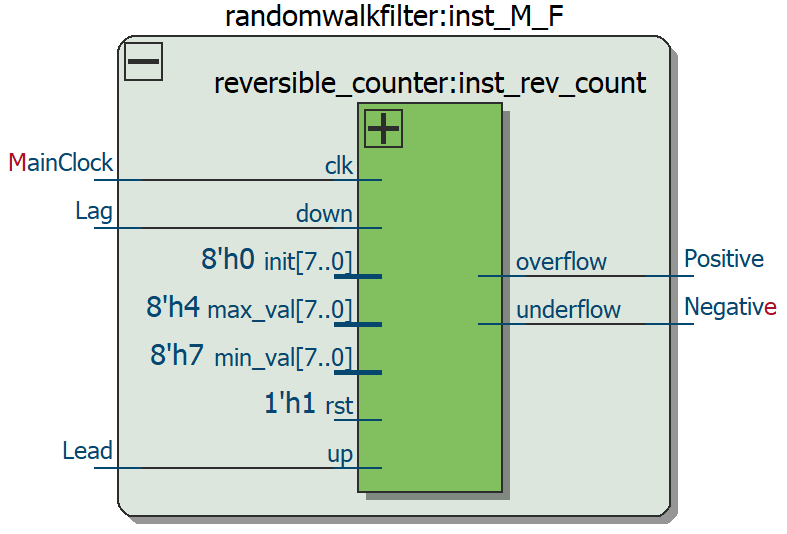 randomwalkfilter:inst_M_F
reversible_counter:inst_rev_count
MainClock
clk
Lag
down
8'h0 init[7..0]
overflow
Positive
8'h4 max_val[7..0]
underflow
Negative
8'h7 min_val[7..0]
1'h1 rst
Lead
up